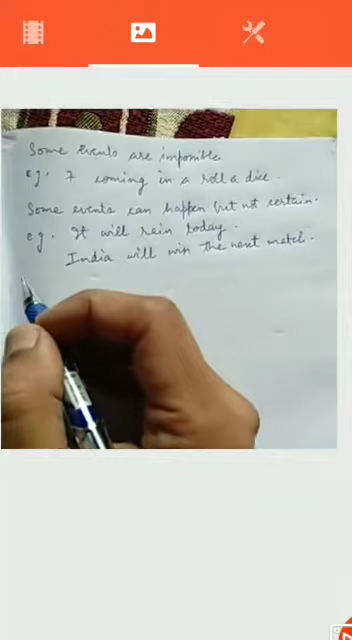 Some events are impossible
eg. 7 coming in a roll a dice.
Some events can happen but not certain.
eg. It will rain today.
India will win the next match.